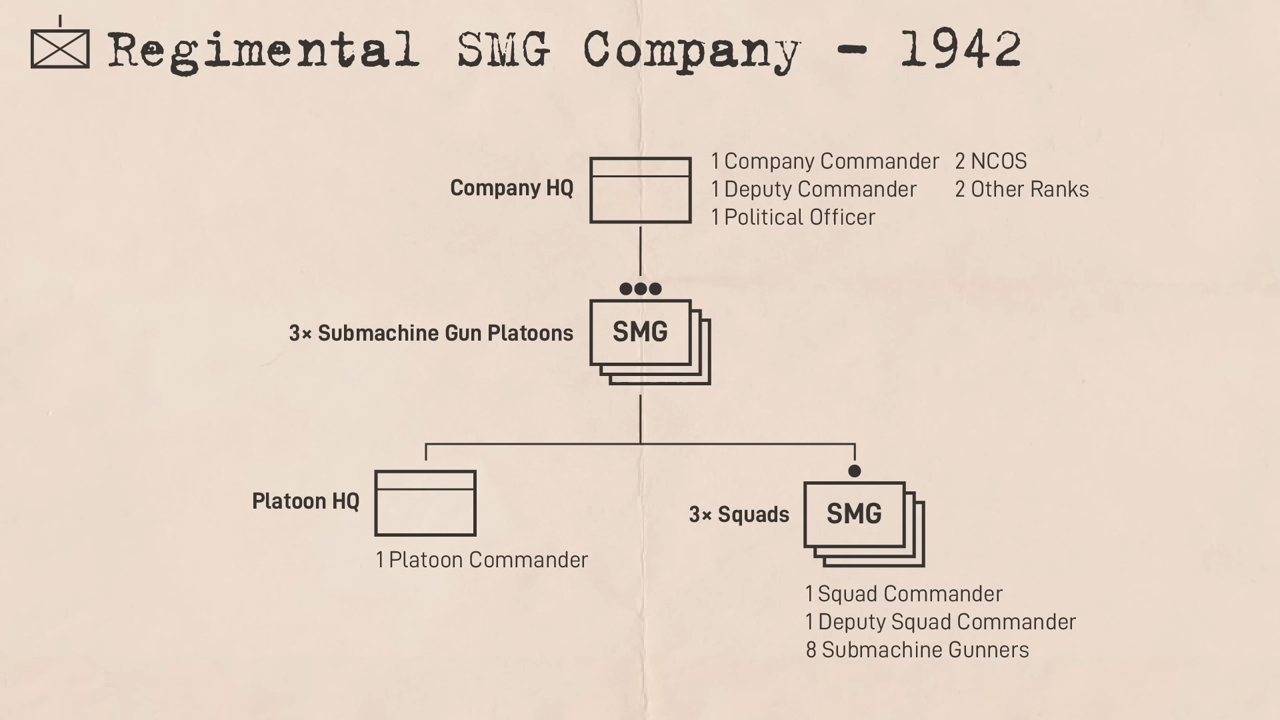 Regimental SMG Company - 1942
Company HQ
1 Company Commander
1 Deputy Commander
1 Political Officer
2 NCOS
2 Other Ranks
3× Submachine Gun Platoons
SMG
Platoon HQ
1 Platoon Commander
3× Squads
SMG
1 Squad Commander
1 Deputy Squad Commander
8 Submachine Gunners